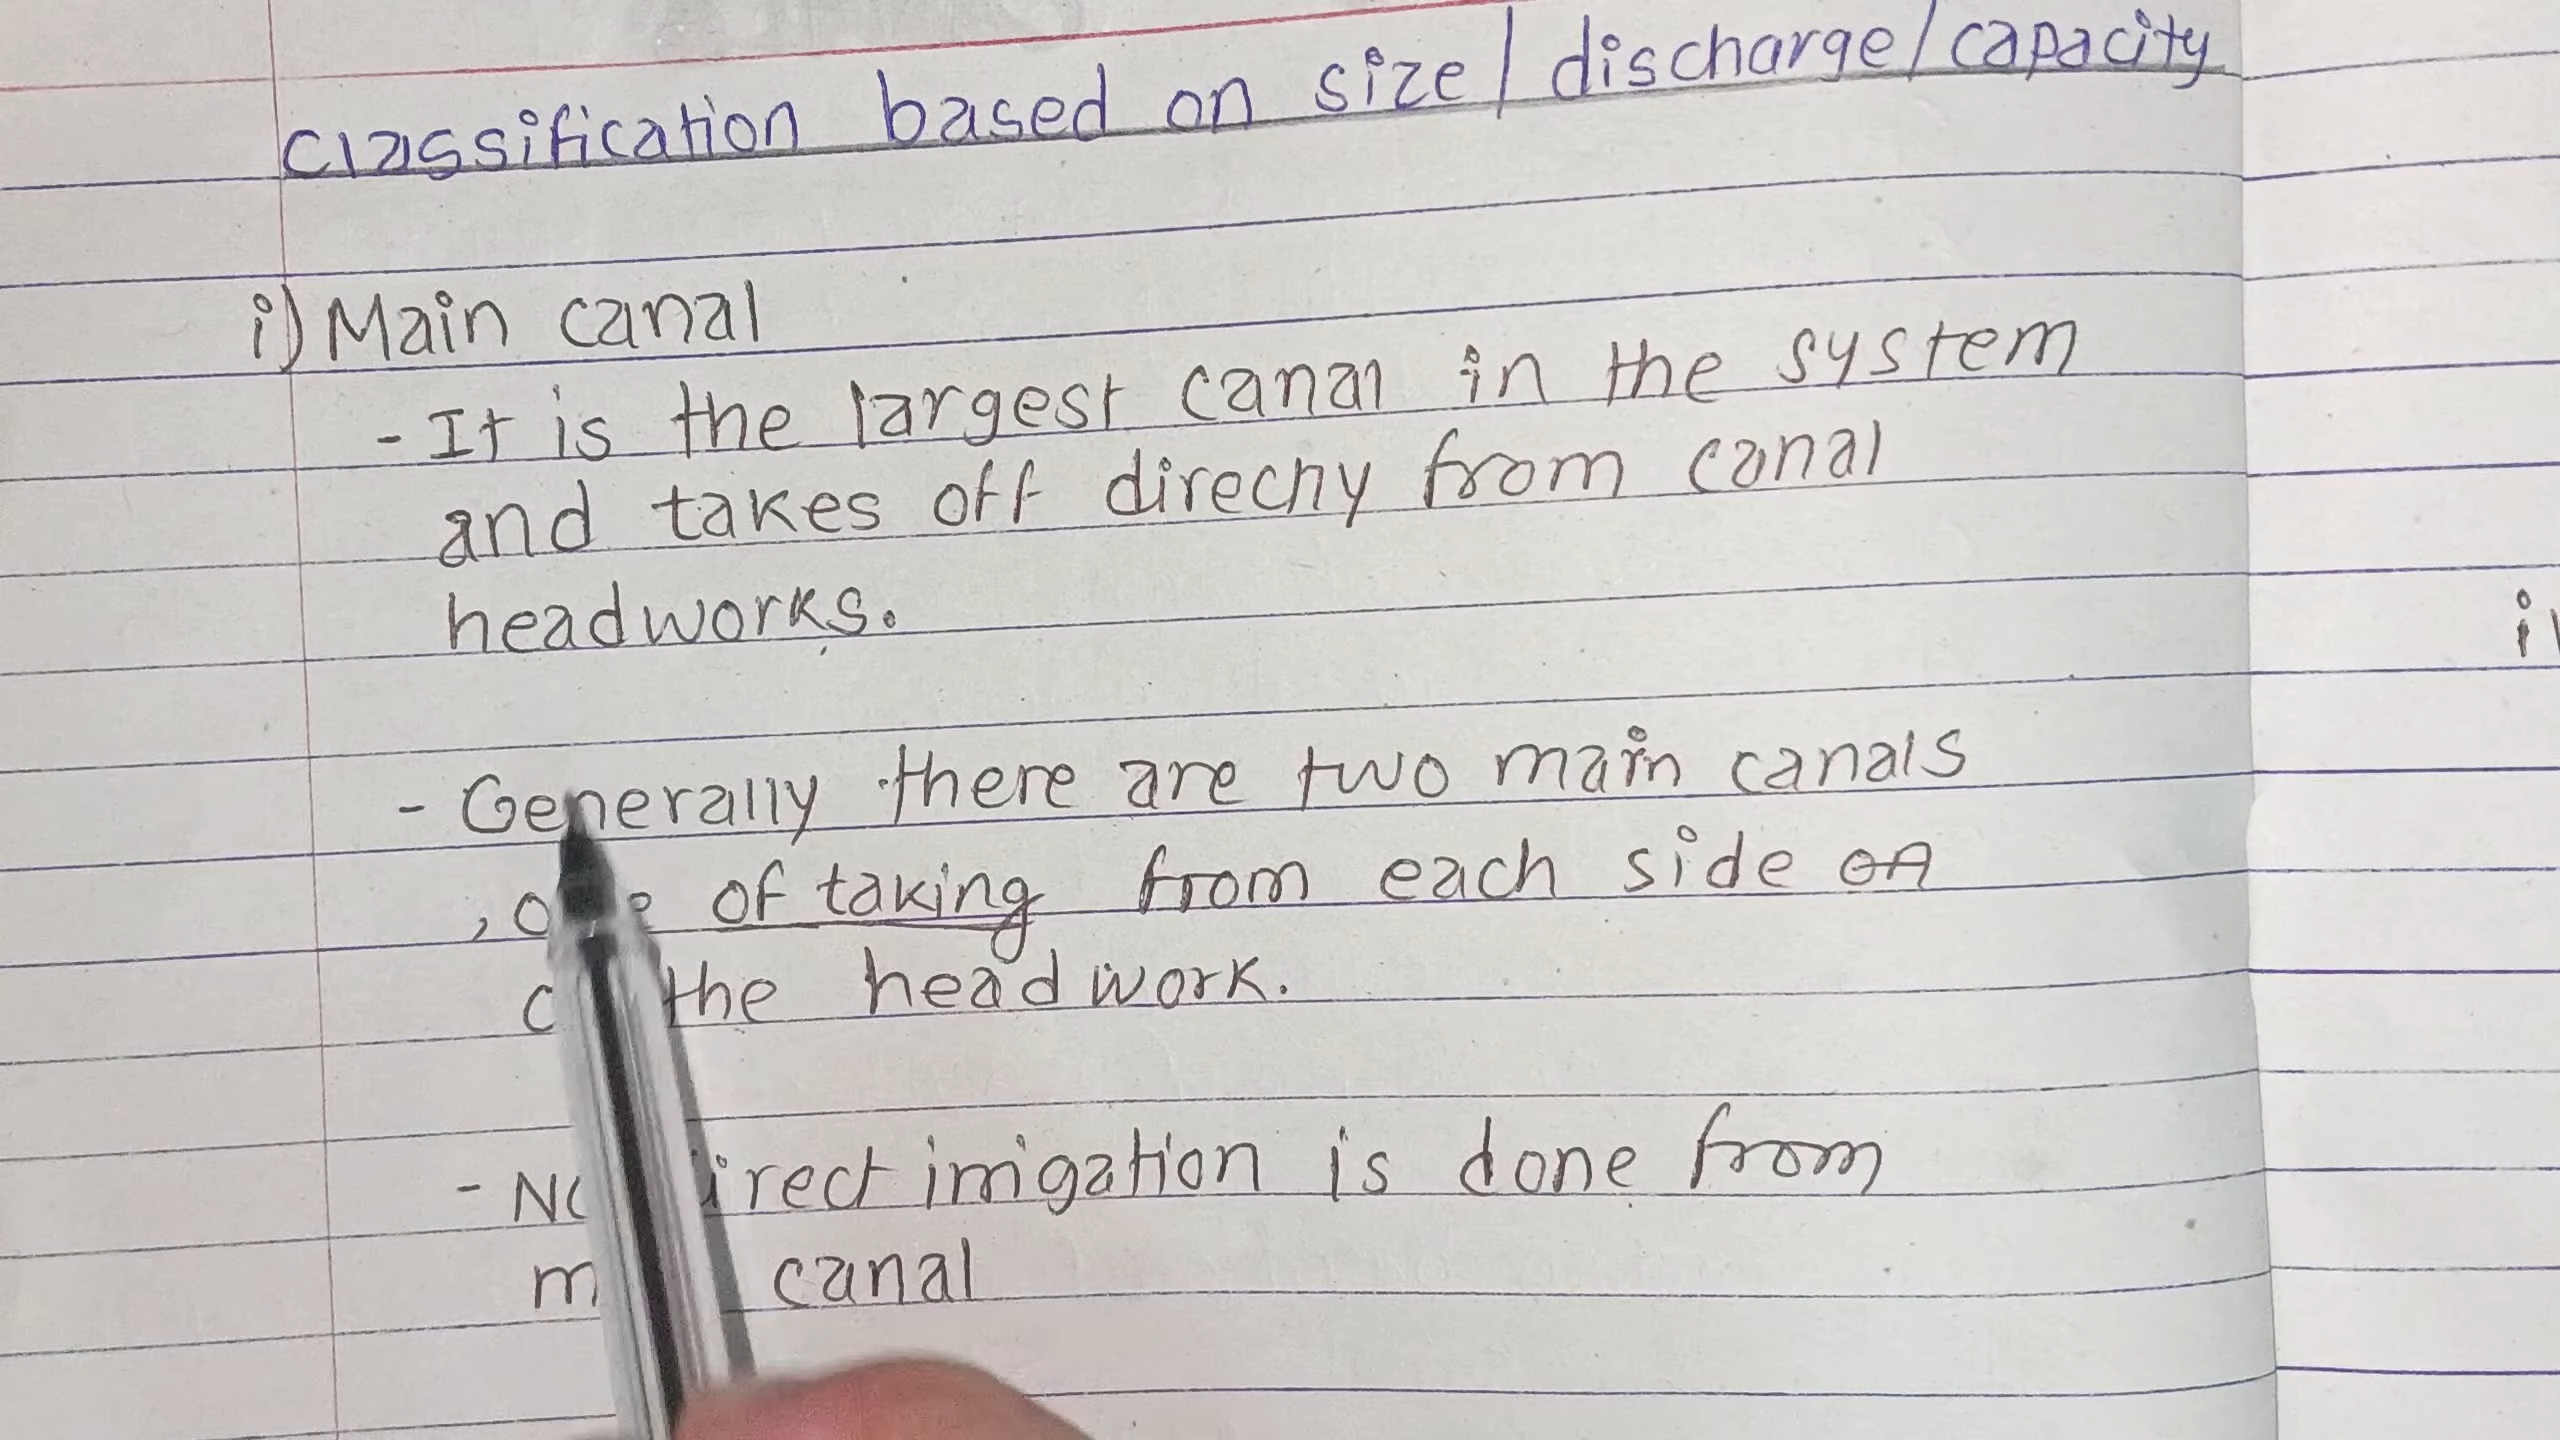 classification based on size/discharge/capacity
i) Main canal
- It is the largest canal in the system
and takes off directly from canal
headworks.
- Generally there are two main canals
, of taking from each side
the headwork.
- irrigation is done from
canal